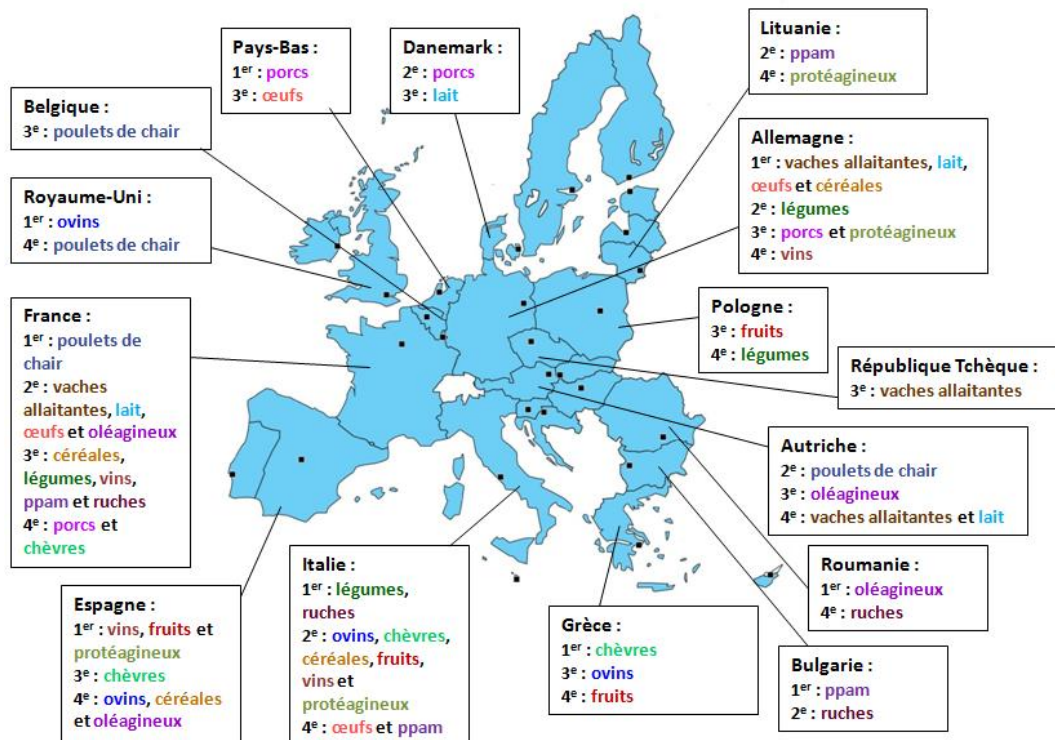 Pays-Bas :
1er : porcs
3e : œufs
Danemark :
2e : porcs
3e : lait
Lituanie :
2e : ppam
4e : protéagineux
Belgique :
3e : poulets de chair
Allemagne :
1er : vaches allaitantes, lait,
œufs et céréales
2e : légumes
3e : porcs et protéagineux
4e : vins
Royaume-Uni :
1er : ovins
4e : poulets de chair
France :
1er : poulets de
chair
2e : vaches
allaitantes, lait,
œufs et oléagineux
3e : céréales,
légumes, vins,
ppam et ruches
4e : porcs et
chèvres
Pologne :
3e : fruits
4e : légumes
République Tchèque :
3e : vaches allaitantes
Autriche :
2e : poulets de chair
3e : oléagineux
4e : vaches allaitantes et lait
Roumanie :
1er : oléagineux
4e : ruches
Espagne :
1er : vins, fruits et
protéagineux
3e : chèvres
4e : ovins, céréales
et oléagineux
Italie :
1er : légumes,
ruches
2e : ovins, chèvres,
céréales, fruits,
vins et
protéagineux
4e : œufs et ppam
Grèce :
1er : chèvres
3e : ovins
4e : fruits
Bulgarie :
1er : ppam
2e : ruches